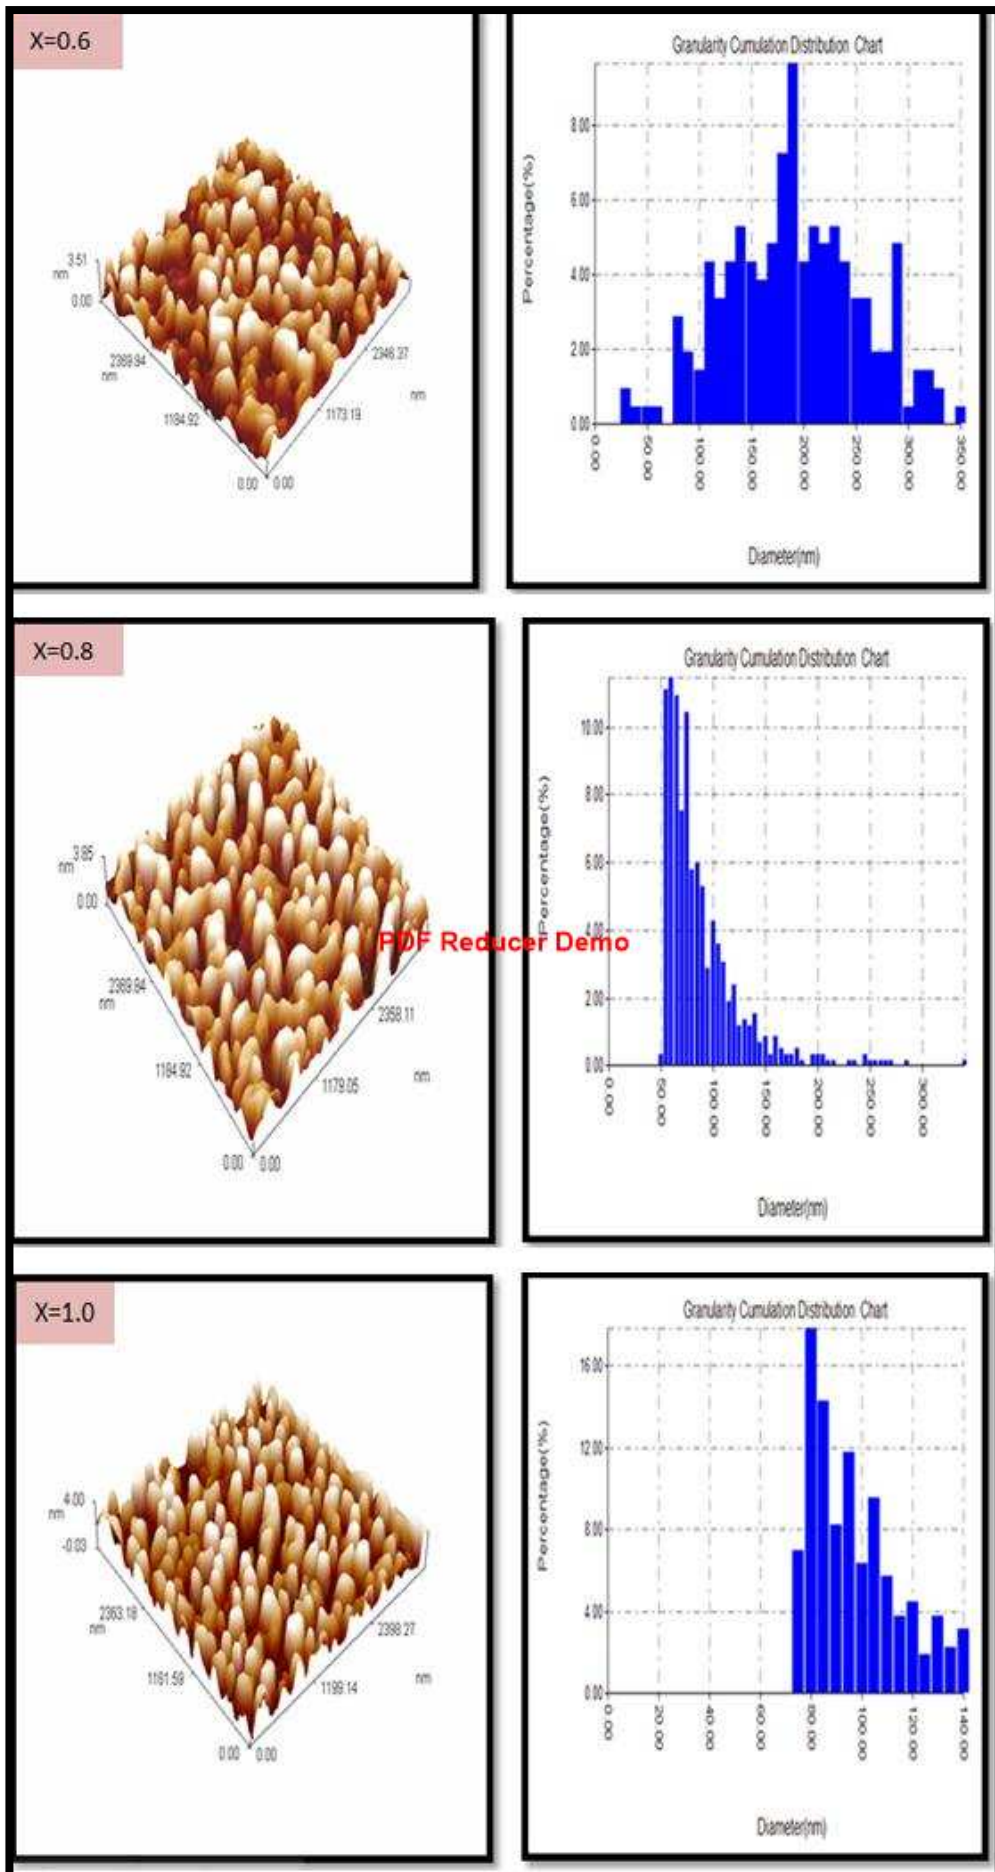 X=0.6
3.51
nm
0.00
2369.94
nm
1184.92
0.00
0.00
1173.19
2346.37
nm
Granularity Cumulation Distribution Chart
Percentage(%)
8.00
6.00
4.00
2.00
0.00
0.00
50.00
100.00
150.00
200.00
250.00
300.00
350.00
Diameter(nm)
X=0.8
3.85
nm
0.00
2369.84
nm
1184.92
0.00
0.00
1179.05
2358.11
nm
Granularity Cumulation Distribution Chart
Percentage(%)
10.00
8.00
6.00
4.00
2.00
0.00
0.00
50.00
100.00
150.00
200.00
250.00
300.00
Diameter(nm)
PDF Reducer Demo
X=1.0
4.00
nm
-0.03
2363.18
nm
1181.59
0.00
0.00
1199.14
2398.27
nm
Granularity Cumulation Distribution Chart
Percentage(%)
16.00
12.00
8.00
4.00
0.00
0.00
20.00
40.00
60.00
80.00
100.00
120.00
140.00
Diameter(nm)